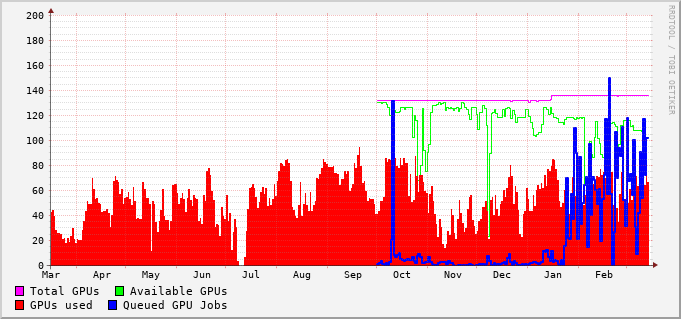 200
180
160
140
120
100
80
60
40
20
0
Mar Apr May Jun Jul Aug Sep Oct Nov Dec Jan Feb
Total GPUs Available GPUs
GPUs used Queued GPU Jobs
RRDTOOL / TOBI OETIKER